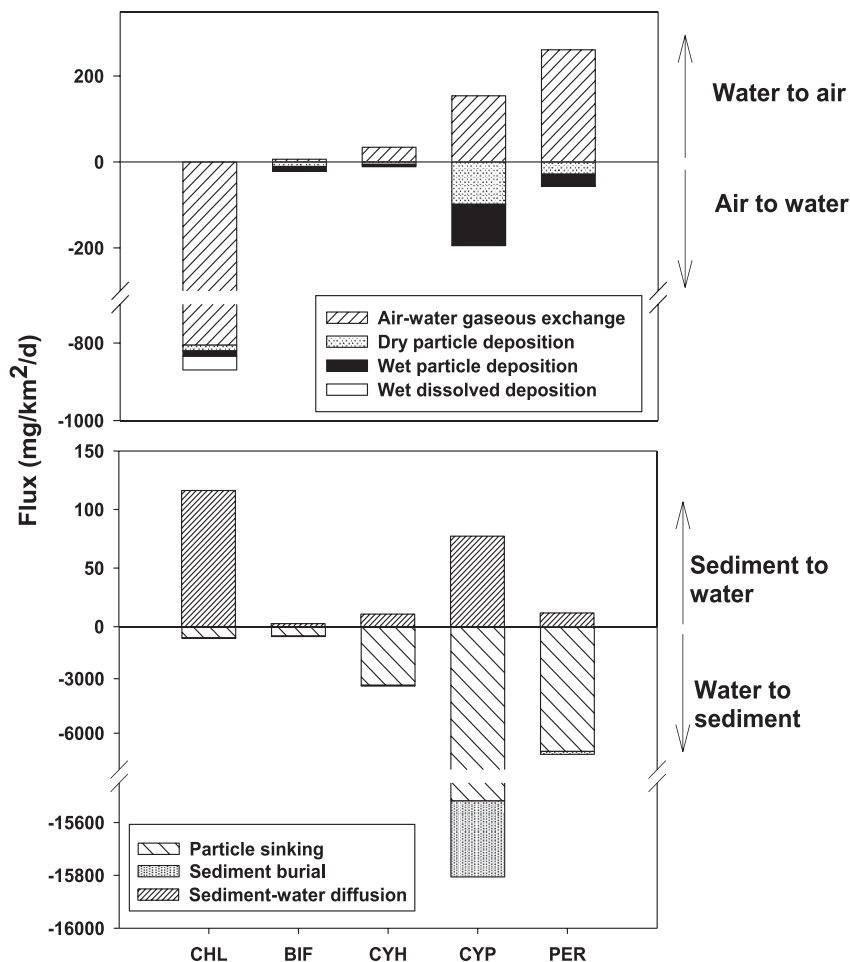 200
0
-200
-800
-1000
Water to air
Air to water
Air-water gaseous exchange
Dry particle deposition
Wet particle deposition
Wet dissolved deposition
Flux (mg/km²/d)
150
100
50
0
-3000
-6000
-15600
-15800
-16000
Sediment to
water
Water to
sediment
Particle sinking
Sediment burial
Sediment-water diffusion
CHL BIF CYH CYP PER